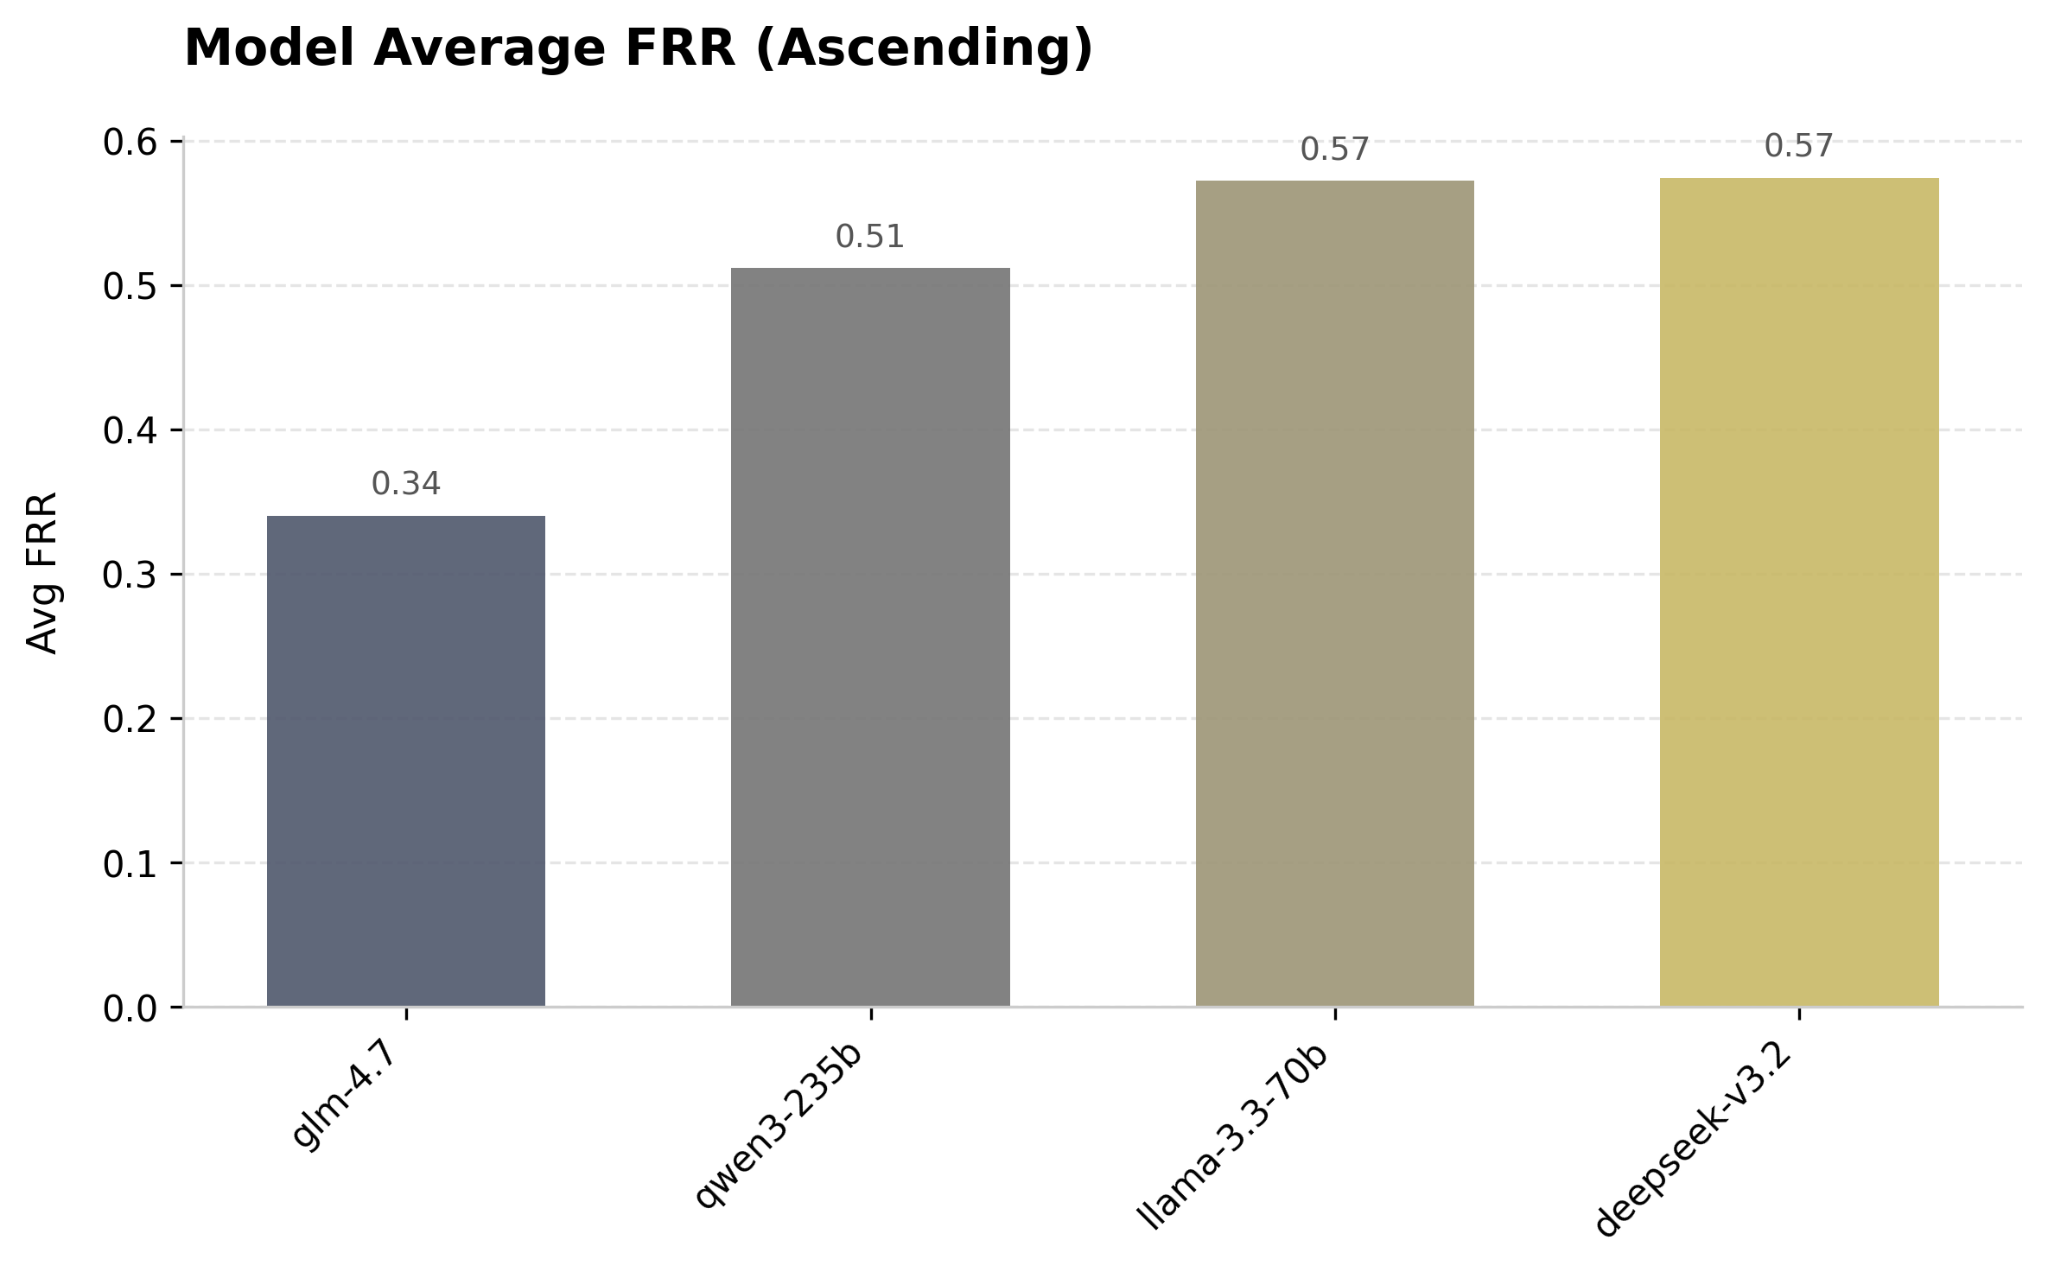 Model Average FRR (Ascending)
Avg FRR
0.6
0.5
0.4
0.3
0.2
0.1
0.0
0.34
0.51
0.57
0.57
glm-4.7
qwen3-235b
llama-3.3-70b
deepseek-v3.2